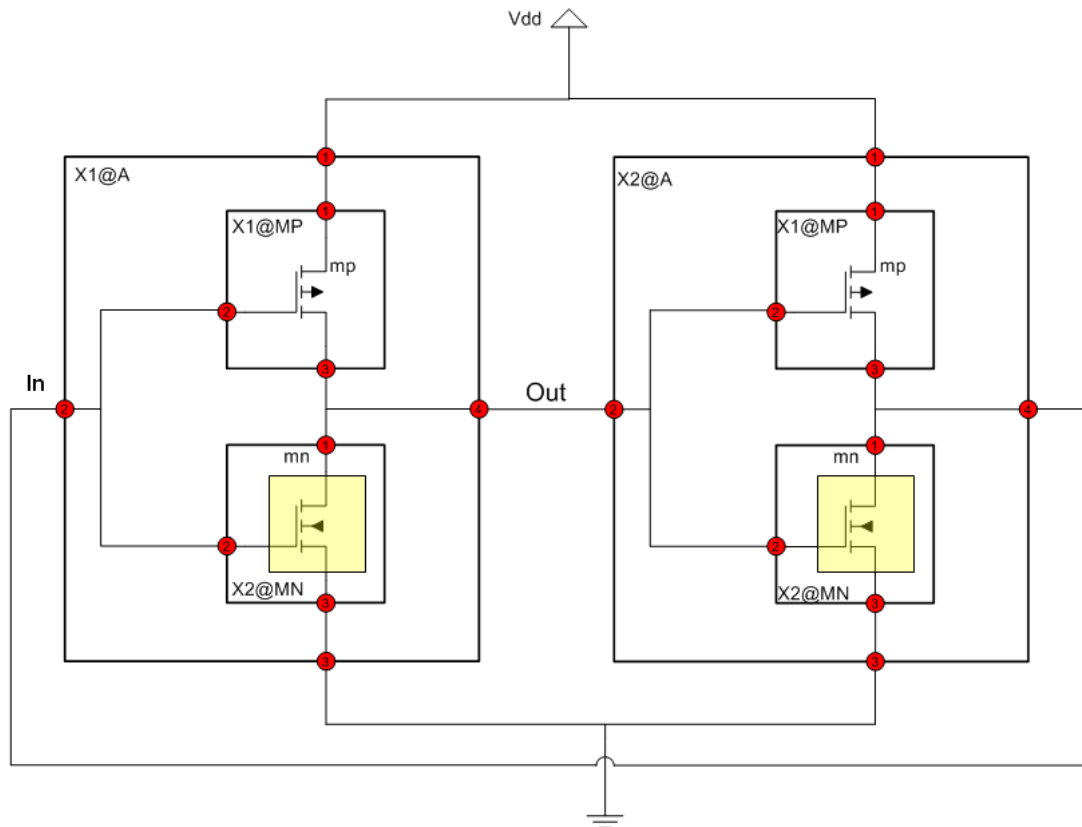 Vdd
1 1
X1@A X2@A
1 1
X1@MP X1@MP
mp mp
2 2
3 3
In Out
2 4 2 4
1 1
mn mn
2 2
X2@MN X2@MN
3 3
3 3